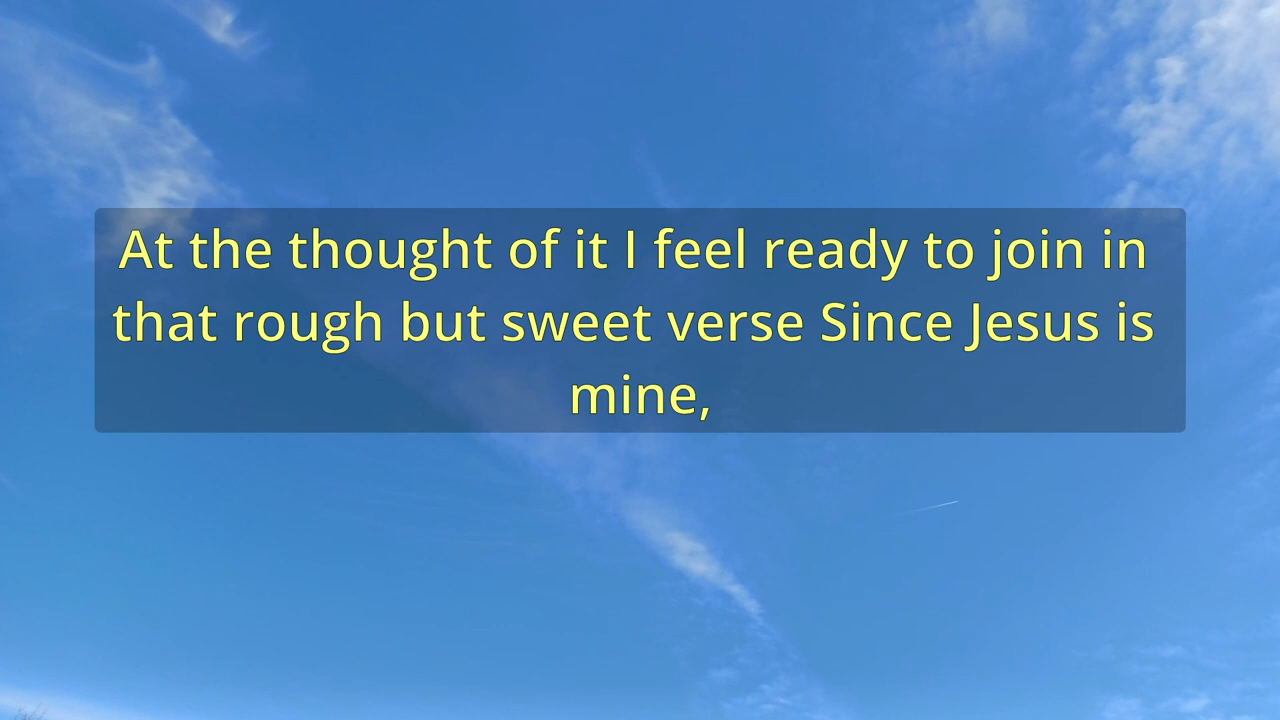 At the thought of it I feel ready to join in
that rough but sweet verse Since Jesus is
mine,